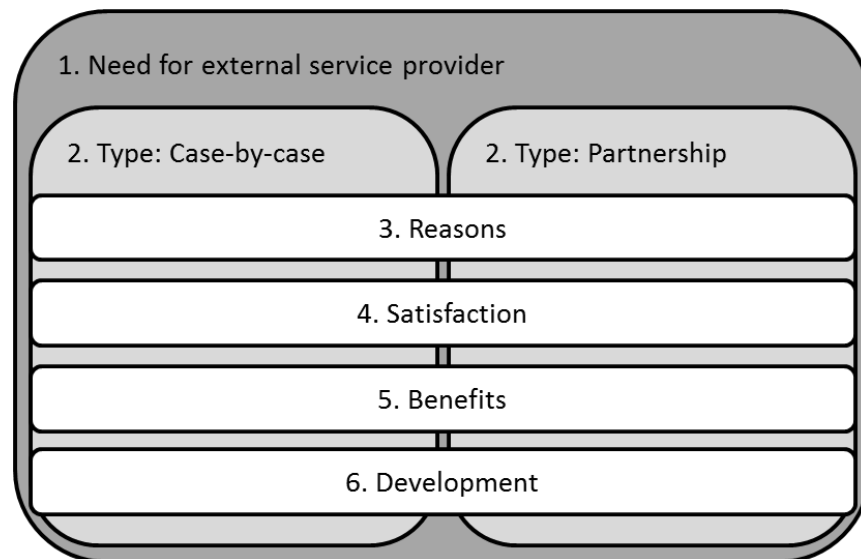 1. Need for external service provider
2. Type: Case-by-case
2. Type: Partnership
3. Reasons
4. Satisfaction
5. Benefits
6. Development